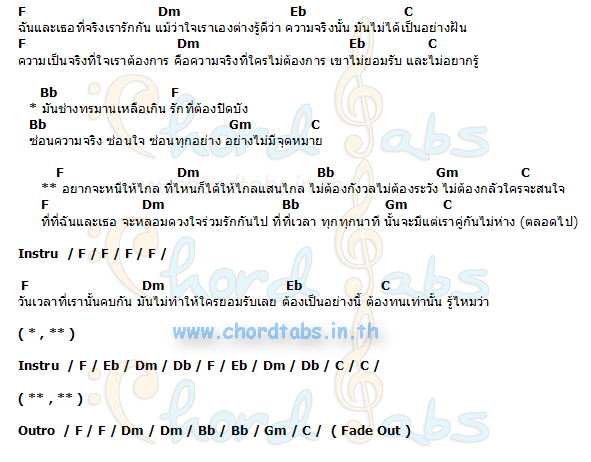 F Dm Eb C
ฉันและเธอที่จริงเรารักกัน แม้ว่าใจเราเองต่างรู้ดีว่า ความจริงนั้น มันไม่ได้เป็นอย่างฝัน
F Dm Eb C
ความเป็นจริงที่ใจเราต้องการ คือความจริงที่ใครไม่ต้องการ เขาไม่ยอมรับ และไม่อยากรู้
Bb F
* มันช่างทรมานเหลือเกิน รักที่ต้องปิดบัง
Bb Gm C
ซ่อนความจริง ซ่อนใจ ซ่อนทุกอย่าง อย่างไม่มีจุดหมาย
F Dm Bb Gm C
** อยากจะหนีให้ไกล ที่ไหนก็ได้ให้ไกลแสนไกล ไม่ต้องกังวลไม่ต้องระวัง ไม่ต้องกลัวใครจะสนใจ
F Dm Bb Gm C
ที่ที่ฉันและเธอ จะหลอมดวงใจร่วมรักกันไป ที่ที่เวลา ทุกทุกนาที นั้นจะมีแต่เราคู่กันไม่ห่าง (ตลอดไป)
Instru / F / F / F / F /
F Dm Eb C
วันเวลาที่เรานั้นคบกัน มันไม่ทำให้ใครยอมรับเลย ต้องเป็นอย่างนี้ ต้องทนเท่านั้น รู้ไหมว่า
www.chordtabs.in.th
( * , ** )
Instru / F / Eb / Dm / Db / F / Eb / Dm / Db / C / C /
( ** , ** )
Outro / F / F / Dm / Dm / Bb / Bb / Gm / C / ( Fade Out )